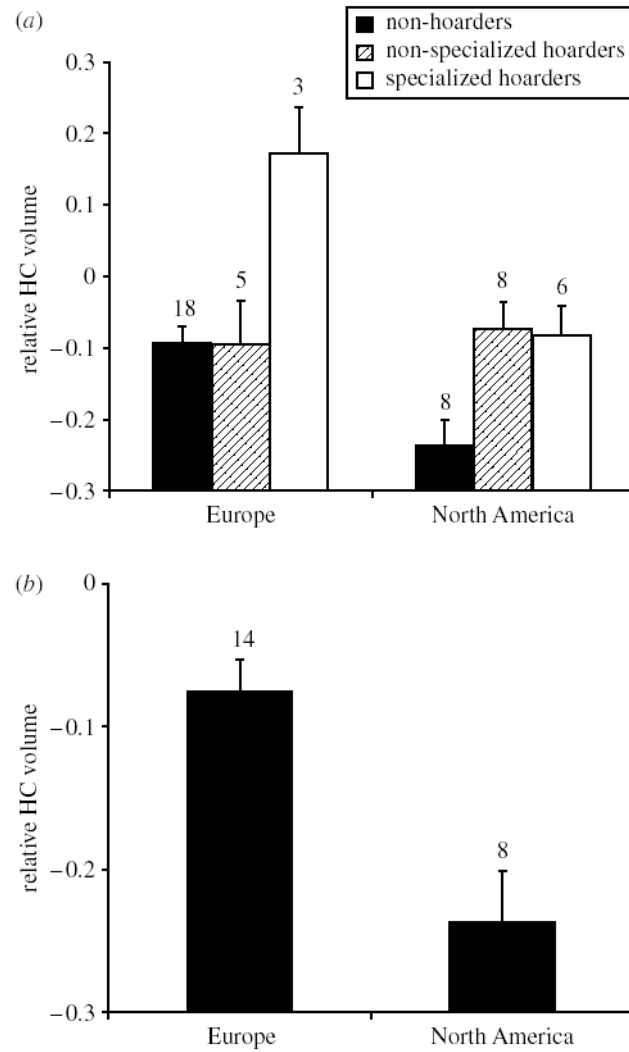 (a)
non-hoarders
non-specialized hoarders
specialized hoarders
relative HC volume
0.3
0.2
0.1
0
−0.1
−0.2
−0.3
18
5
3
8
8
6
Europe
North America
(b)
relative HC volume
0
−0.1
−0.2
−0.3
14
8
Europe
North America